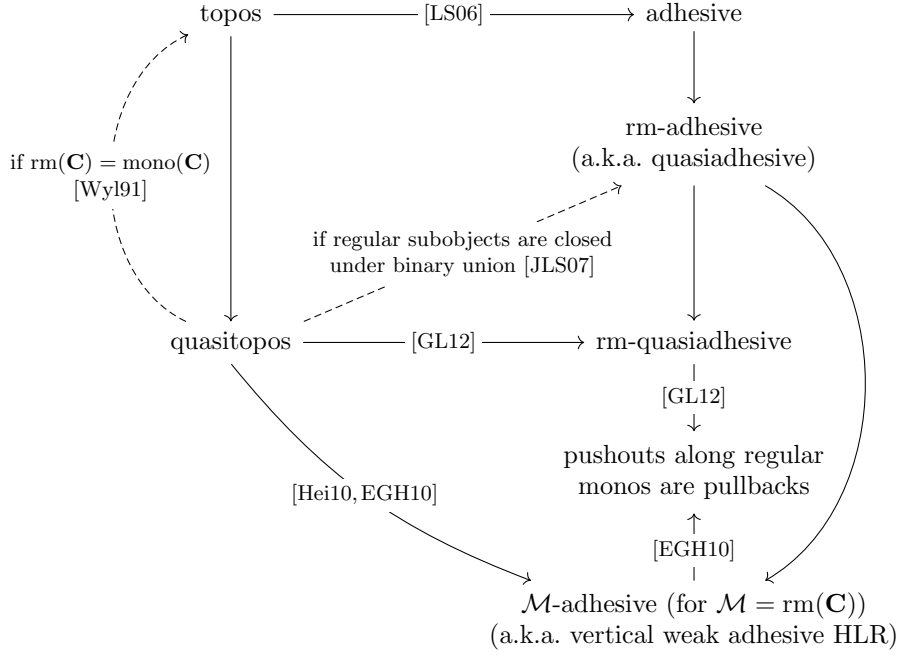 topos
[LS06]
adhesive
rm-adhesive
(a.k.a. quasiadhesive)
if rm(C) = mono(C)
[Wyl91]
if regular subobjects are closed
under binary union [JLS07]
quasitopos
[GL12]
rm-quasiadhesive
[GL12]
pushouts along regular
monos are pullbacks
[Hei10, EGH10]
[EGH10]
ℳ-adhesive (for ℳ = rm(C))
(a.k.a. vertical weak adhesive HLR)